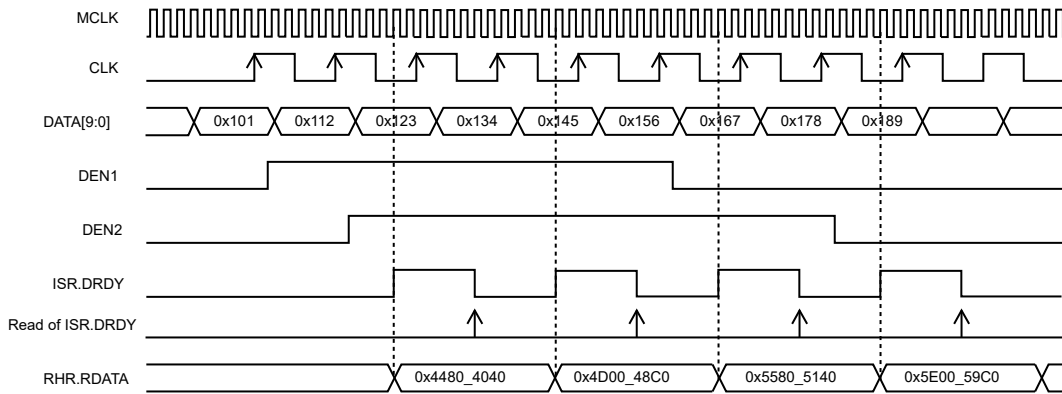 MCLK
CLK
DATA[9:0] 0x101 0x112 0x123 0x134 0x145 0x156 0x167 0x178 0x189
DEN1
DEN2
ISR.DRDY
Read of ISR.DRDY
RHR.RDATA 0x4480_4040 0x4D00_48C0 0x5580_5140 0x5E00_59C0